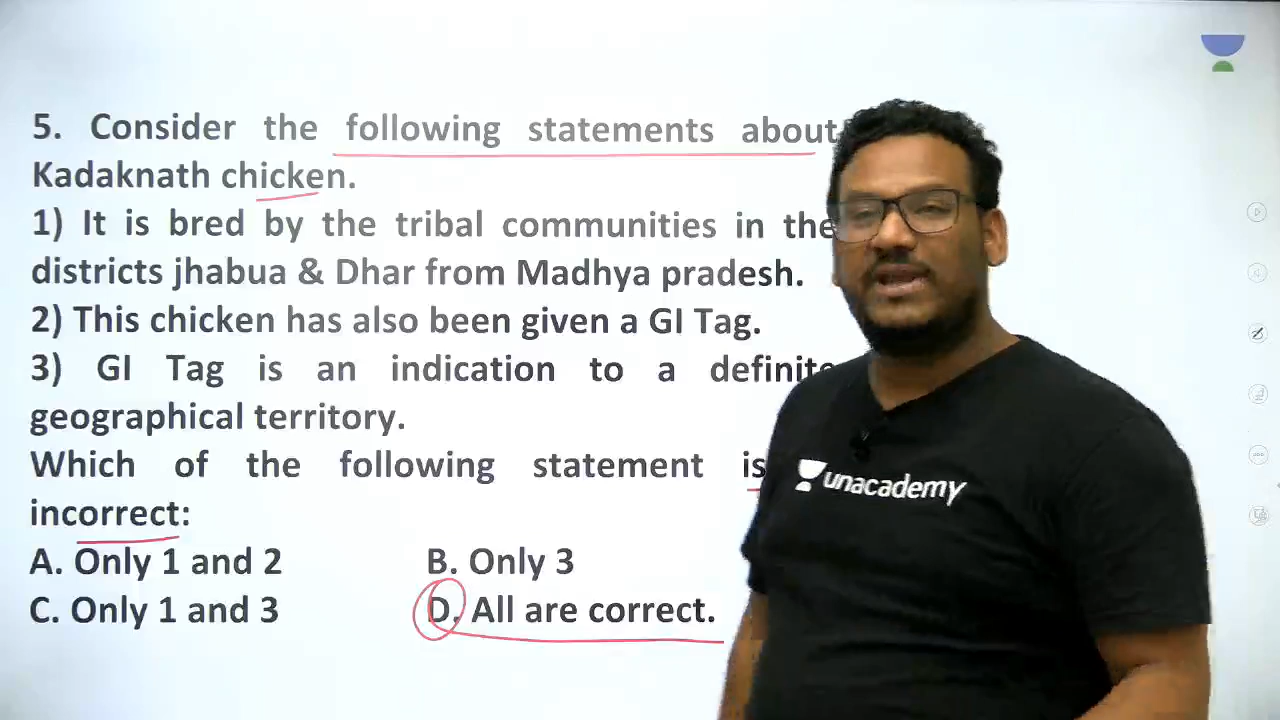 5. Consider the following statements about
Kadaknath chicken.
1) It is bred by the tribal communities in the
districts jhabua & Dhar from Madhya pradesh.
2) This chicken has also been given a GI Tag.
3) GI Tag is an indication to a definite
geographical territory.
Which of the following statement is
incorrect:
A. Only 1 and 2 B. Only 3
C. Only 1 and 3 D. All are correct.
unacademy